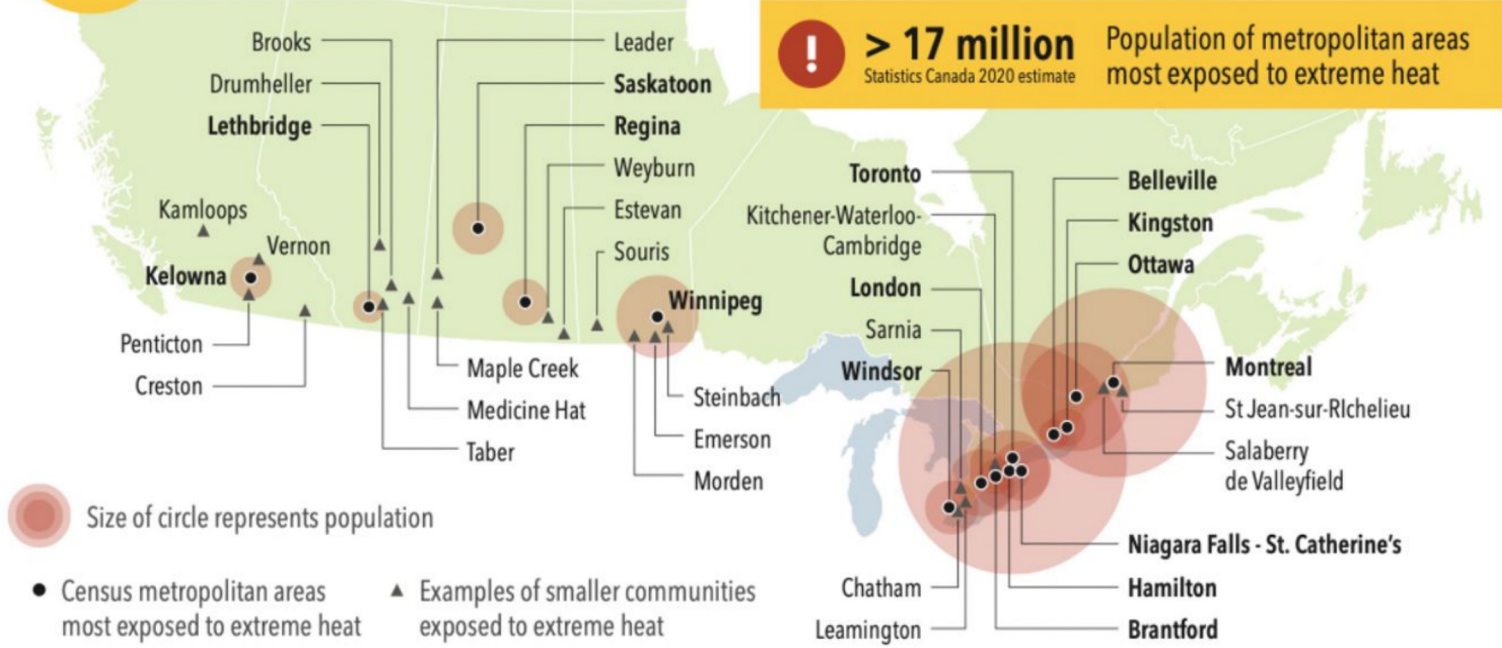 > 17 million
Statistics Canada 2020 estimate
Population of metropolitan areas
most exposed to extreme heat
Brooks
Drumheller
Lethbridge
Kamloops
Vernon
Kelowna
Penticton
Creston
Leader
Saskatoon
Regina
Weyburn
Estevan
Souris
Winnipeg
Maple Creek
Medicine Hat
Taber
Steinbach
Emerson
Morden
Toronto
Kitchener-Waterloo-
Cambridge
London
Sarnia
Windsor
Chatham
Leamington
Belleville
Kingston
Ottawa
Montreal
St Jean-sur-RIchelieu
Salaberry
de Valleyfield
Niagara Falls - St. Catherine’s
Hamilton
Brantford
Size of circle represents population
Census metropolitan areas
most exposed to extreme heat
Examples of smaller communities
exposed to extreme heat